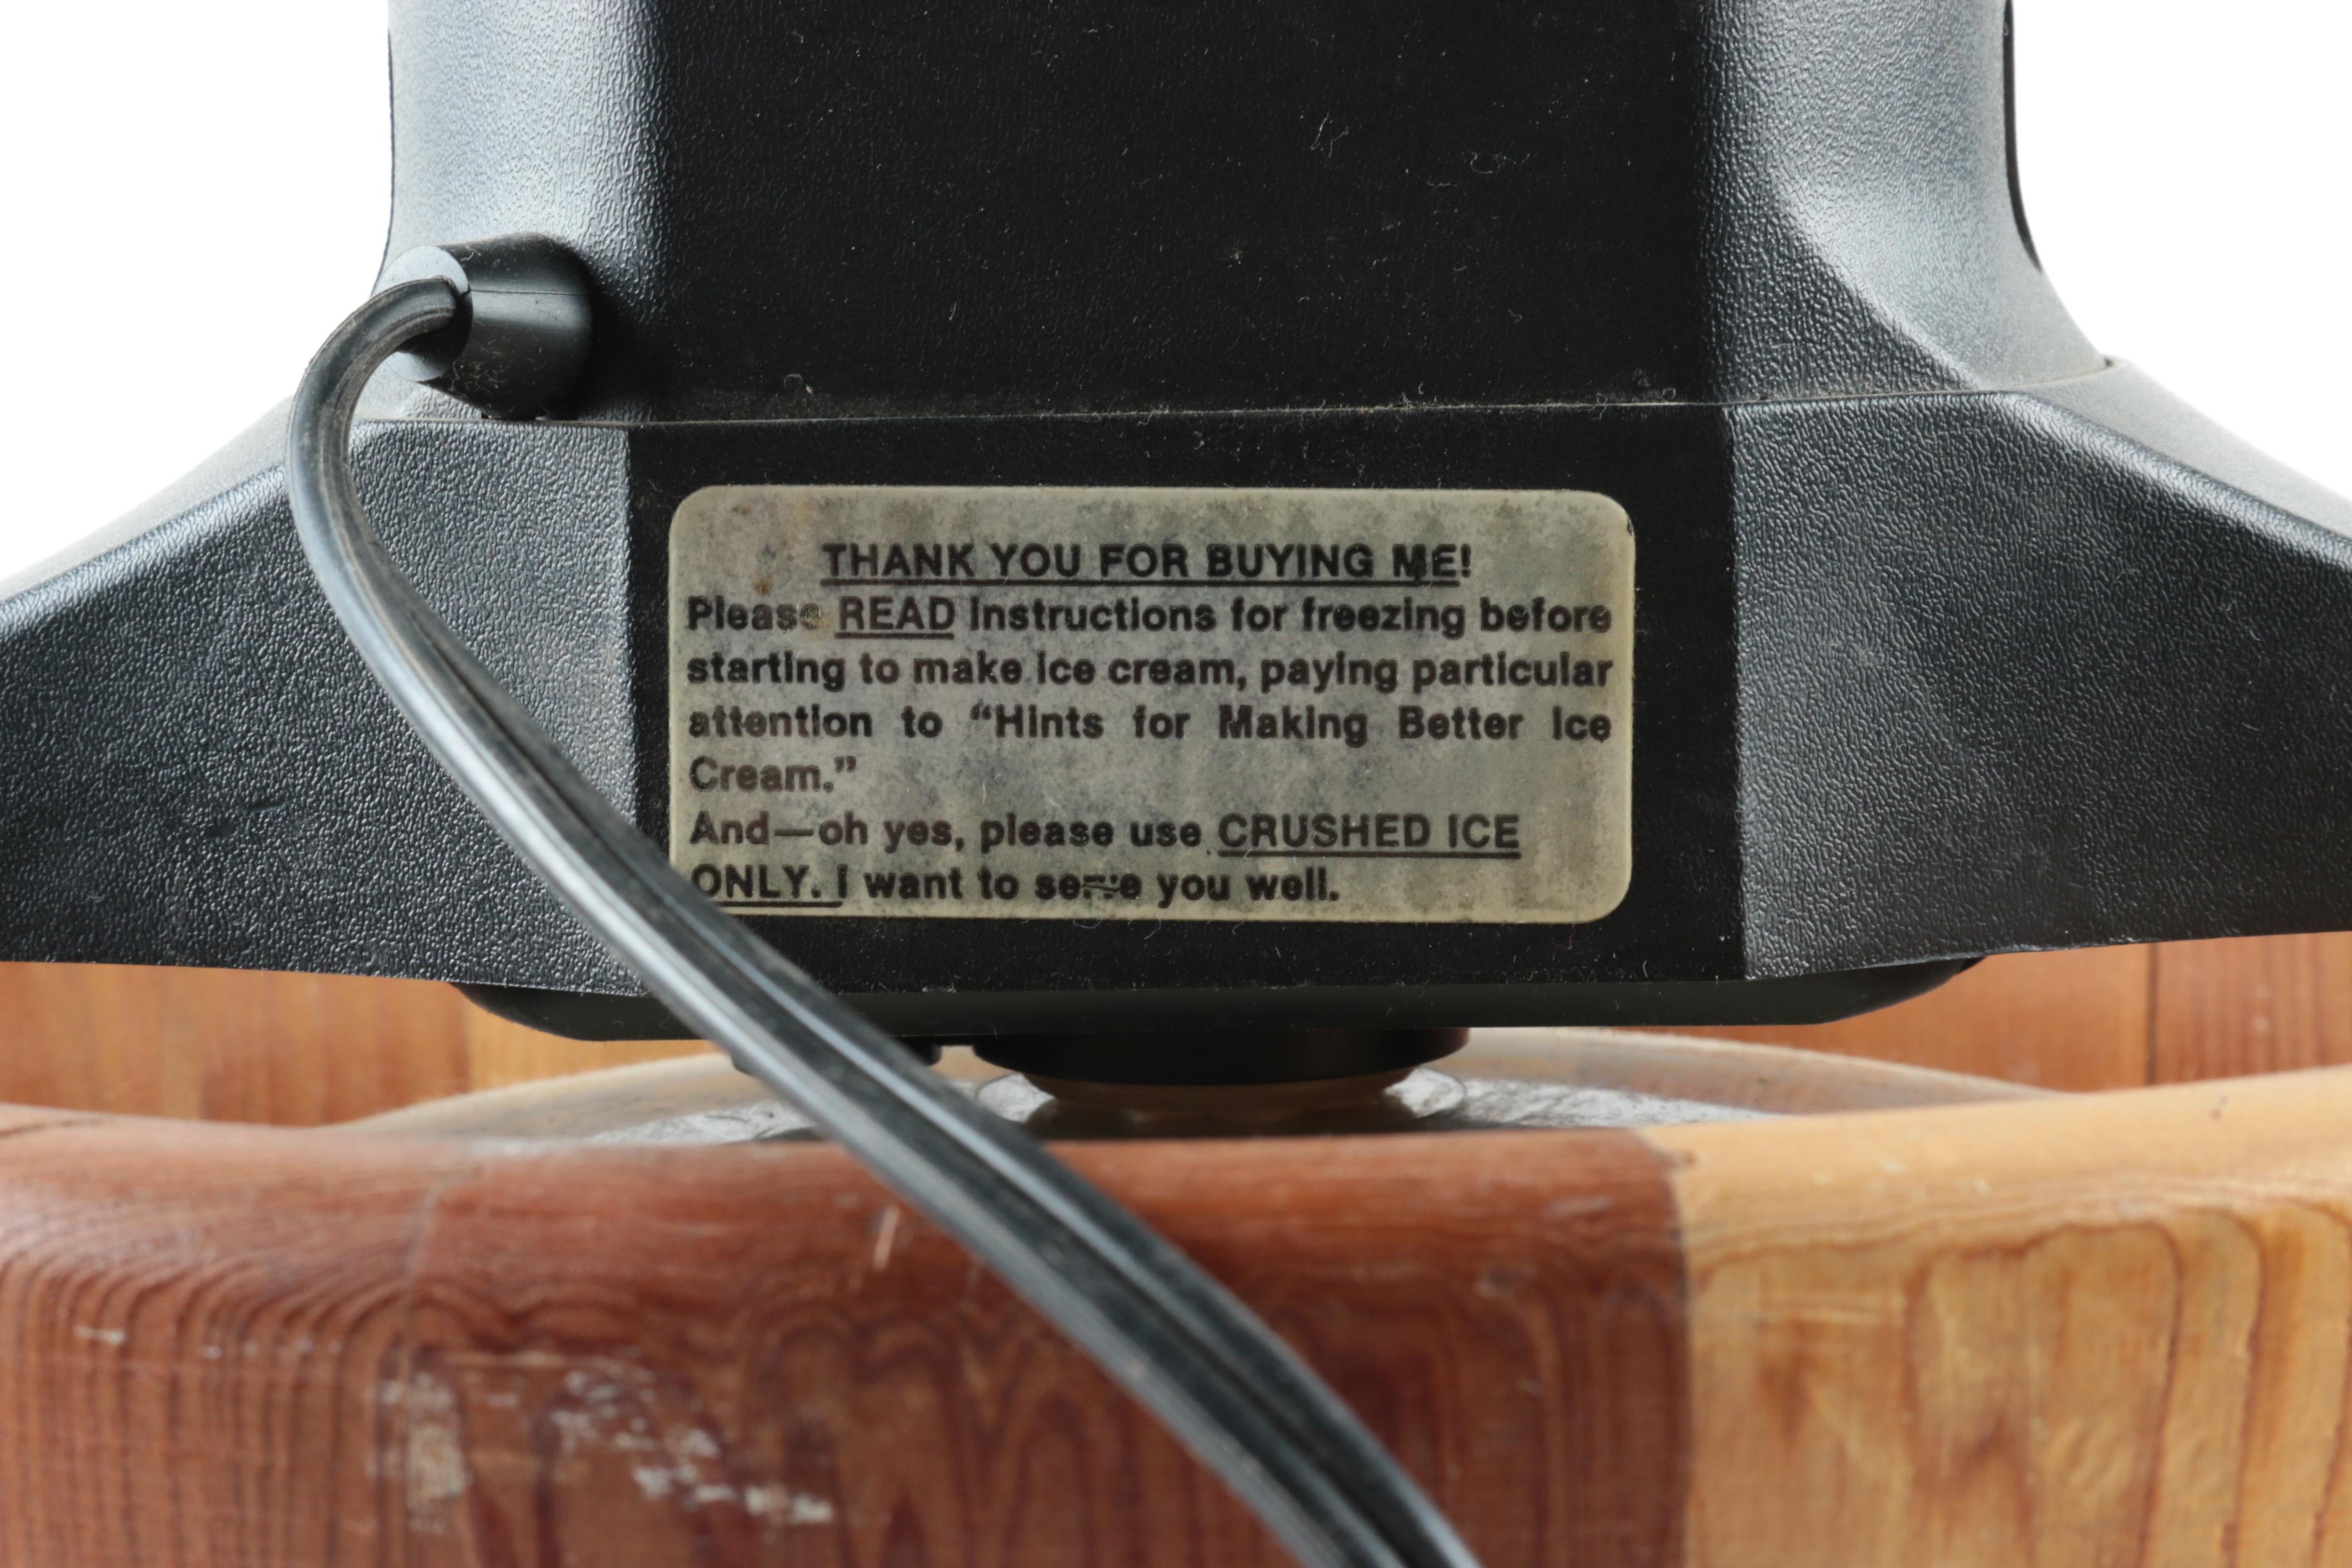 THANK YOU FOR BUYING ME!
Please READ instructions for freezing before
starting to make ice cream, paying particular
attention to “Hints for Making Better Ice
Cream.”
And—oh yes, please use CRUSHED ICE
ONLY. I want to serve you well.